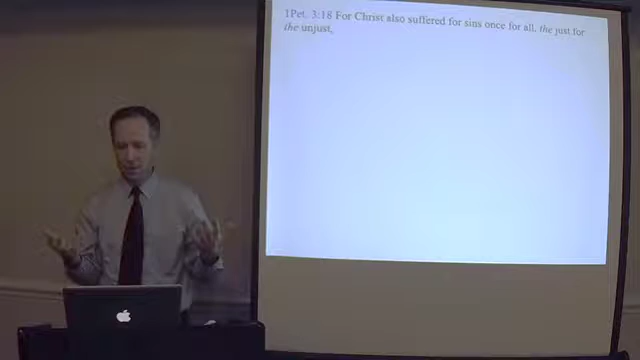 1Pet. 3:18 For Christ also suffered for sins once for all, the just for
the unjust,